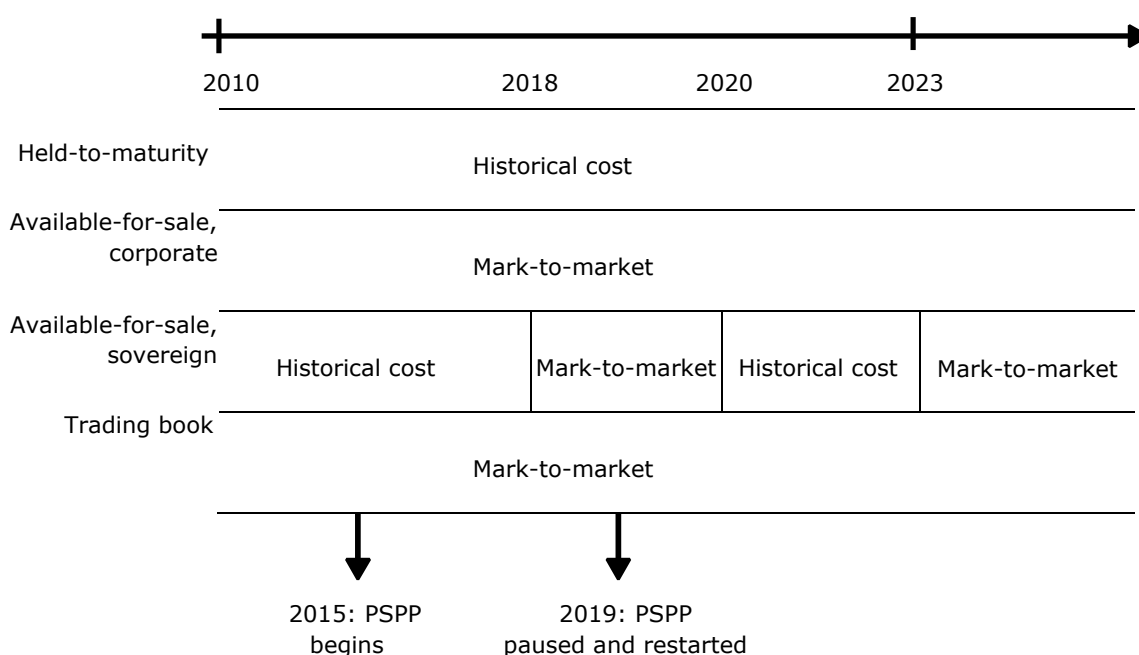 2010 2018 2020 2023
Held-to-maturity
Historical cost
Available-for-sale,
corporate
Mark-to-market
Available-for-sale,
sovereign
Historical cost Mark-to-market Historical cost Mark-to-market
Trading book
Mark-to-market
2015: PSPP
begins
2019: PSPP
paused and restarted